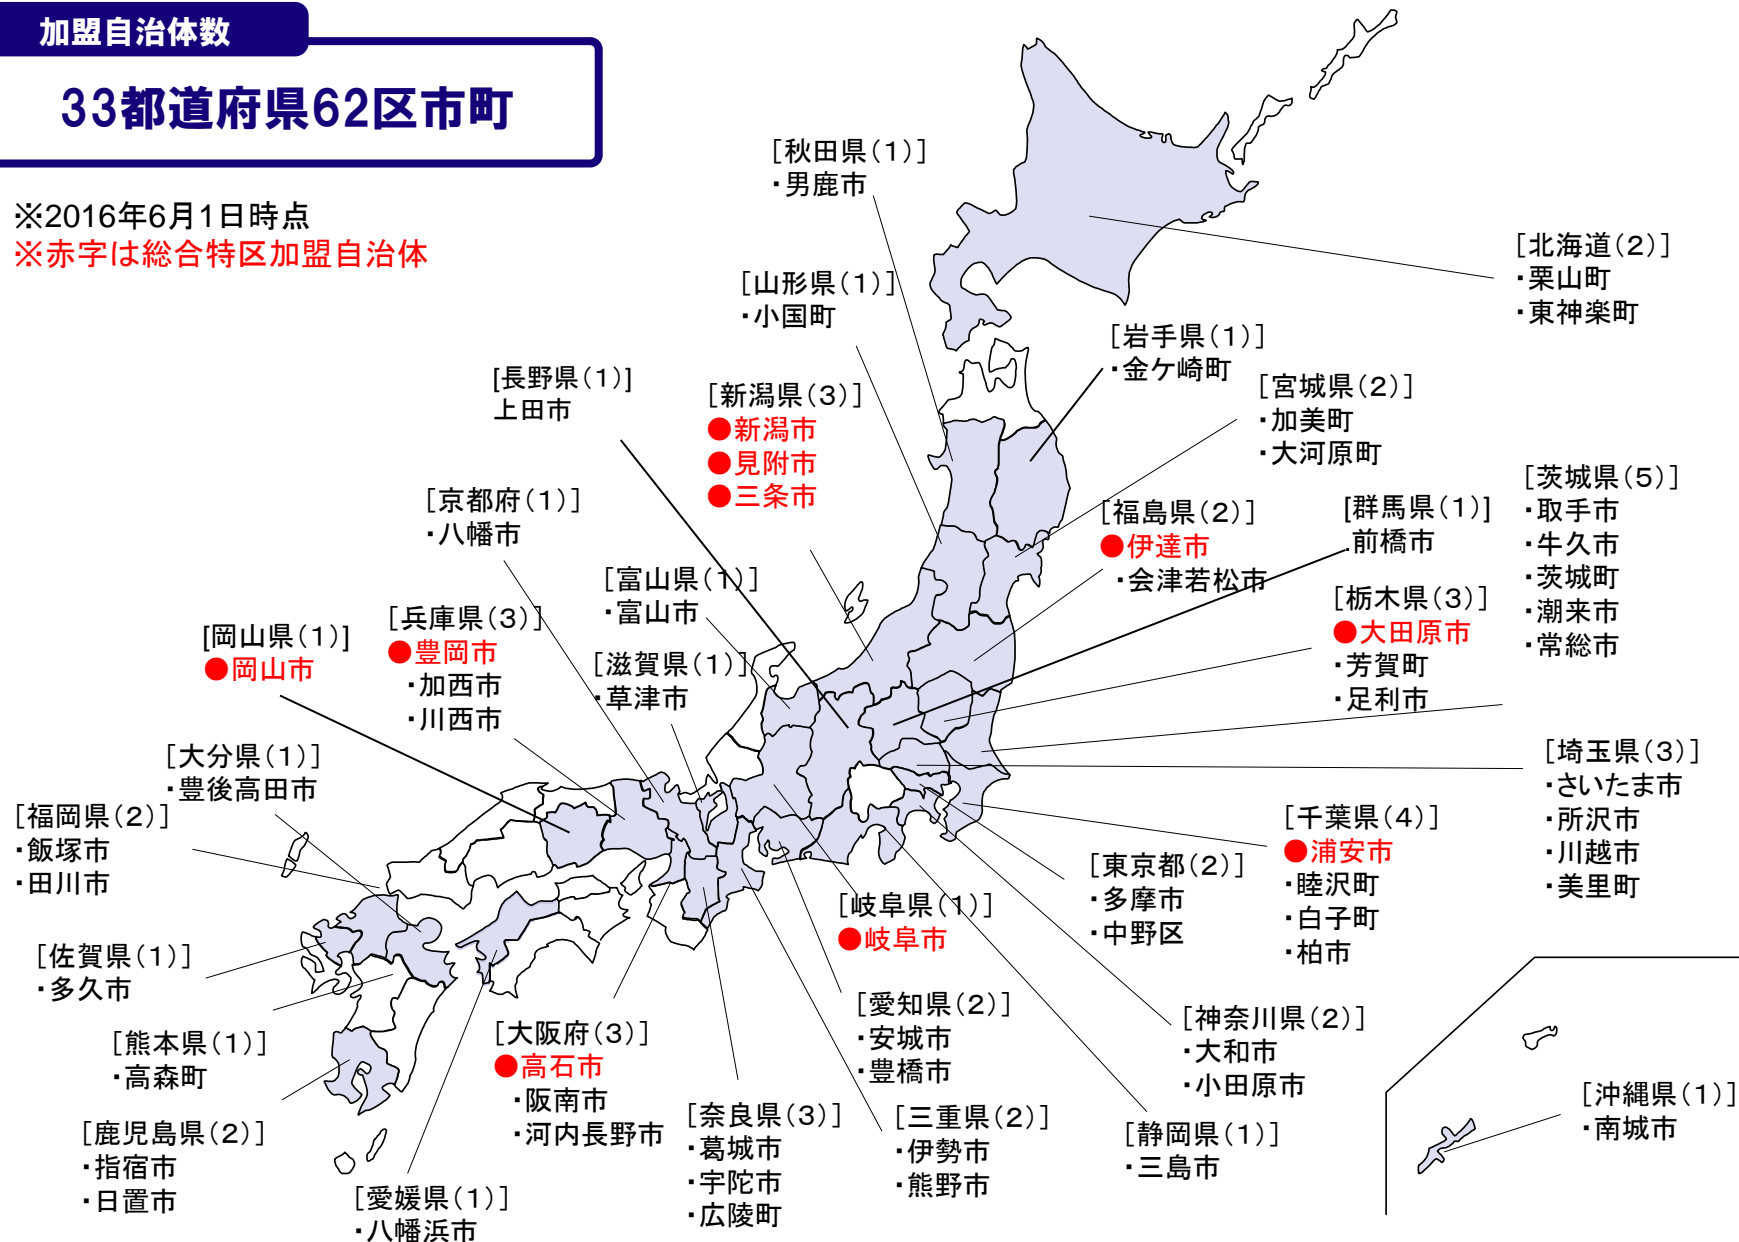 加盟自治体数
33都道府県62区市町
※2016年6月1日時点
※赤字は総合特区加盟自治体
[秋田県(1)]
・男鹿市
[北海道(2)]
・栗山町
・東神楽町
[山形県(1)]
・小国町
[岩手県(1)]
・金ケ崎町
[長野県(1)]
上田市
[新潟県(3)]
●新潟市
●見附市
●三条市
[宮城県(2)]
・加美町
・大河原町
[京都府(1)]
・八幡市
[福島県(2)]
●伊達市
・会津若松市
[群馬県(1)]
前橋市
[茨城県(5)]
・取手市
・牛久市
・茨城町
・潮来市
・常総市
[富山県(1)]
・富山市
[栃木県(3)]
●大田原市
・芳賀町
・足利市
[岡山県(1)]
●岡山市
[兵庫県(3)]
●豊岡市
・加西市
・川西市
[滋賀県(1)]
・草津市
[大分県(1)]
・豊後高田市
[埼玉県(3)]
・さいたま市
・所沢市
・川越市
・美里町
[福岡県(2)]
・飯塚市
・田川市
[千葉県(4)]
●浦安市
・睦沢町
・白子町
・柏市
[東京都(2)]
・多摩市
・中野区
[岐阜県(1)]
●岐阜市
[佐賀県(1)]
・多久市
[愛知県(2)]
・安城市
・豊橋市
[神奈川県(2)]
・大和市
・小田原市
[熊本県(1)]
・高森町
[大阪府(3)]
●高石市
・阪南市
・河内長野市
[沖縄県(1)]
・南城市
[鹿児島県(2)]
・指宿市
・日置市
[奈良県(3)]
・葛城市
・宇陀市
・広陵町
[三重県(2)]
・伊勢市
・熊野市
[静岡県(1)]
・三島市
[愛媛県(1)]
・八幡浜市